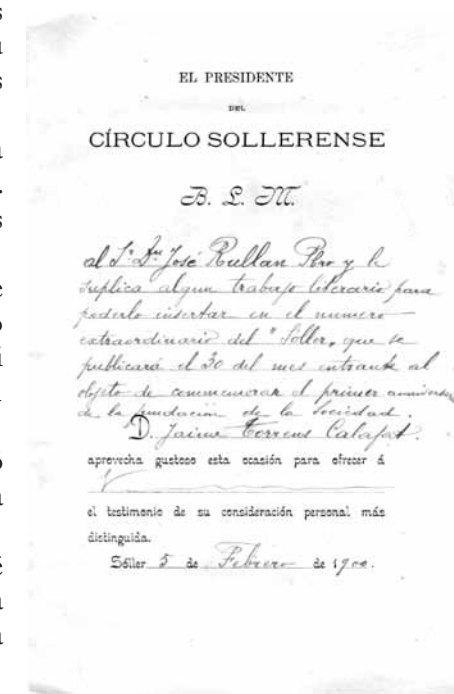 EL PRESIDENTE
DEL
CÍRCULO SOLLERENSE
B. L. M.
al Sr. Dn. José Rullan Pbro y le
suplica algun trabajo literario para
poderlo insertar en el numero
extraordinario del "Sóller, que se
publicará el 30 del mes entrante al
objeto de commemorar el primer aniversario
de la fundacion de la sociedad.
D. Jaime Torrens Calafat.
aprovecha gustoso esta ocasión para ofrecer á
el testimonio de su consideración personal más
distinguida.
Sóller 5 de Febrero de 1900.